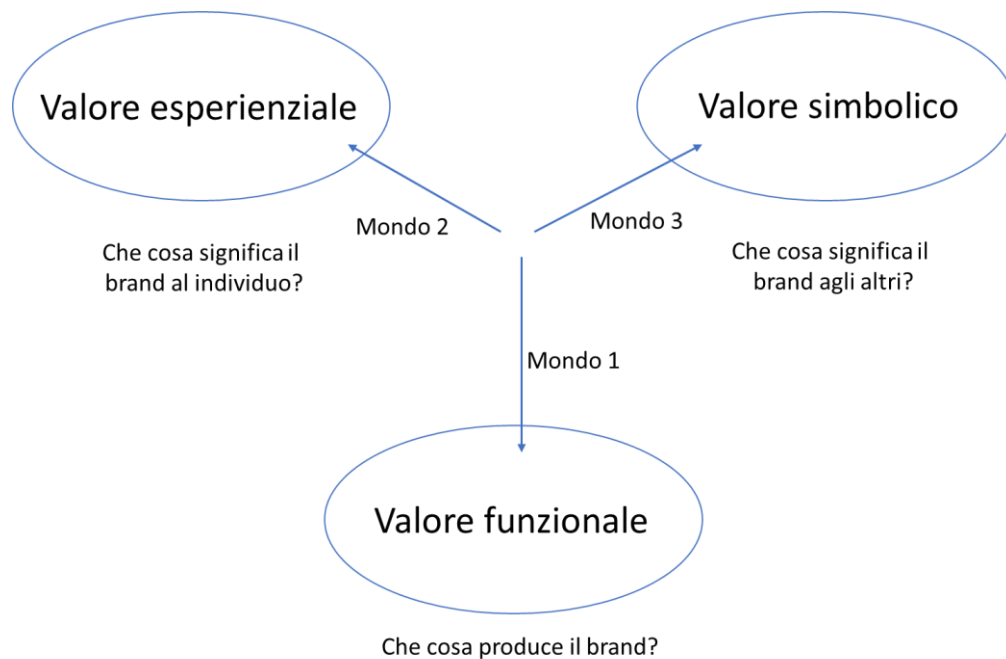 Valore esperienziale
Valore simbolico
Mondo 2
Mondo 3
Che cosa significa il
brand al individuo?
Che cosa significa il
brand agli altri?
Mondo 1
Valore funzionale
Che cosa produce il brand?